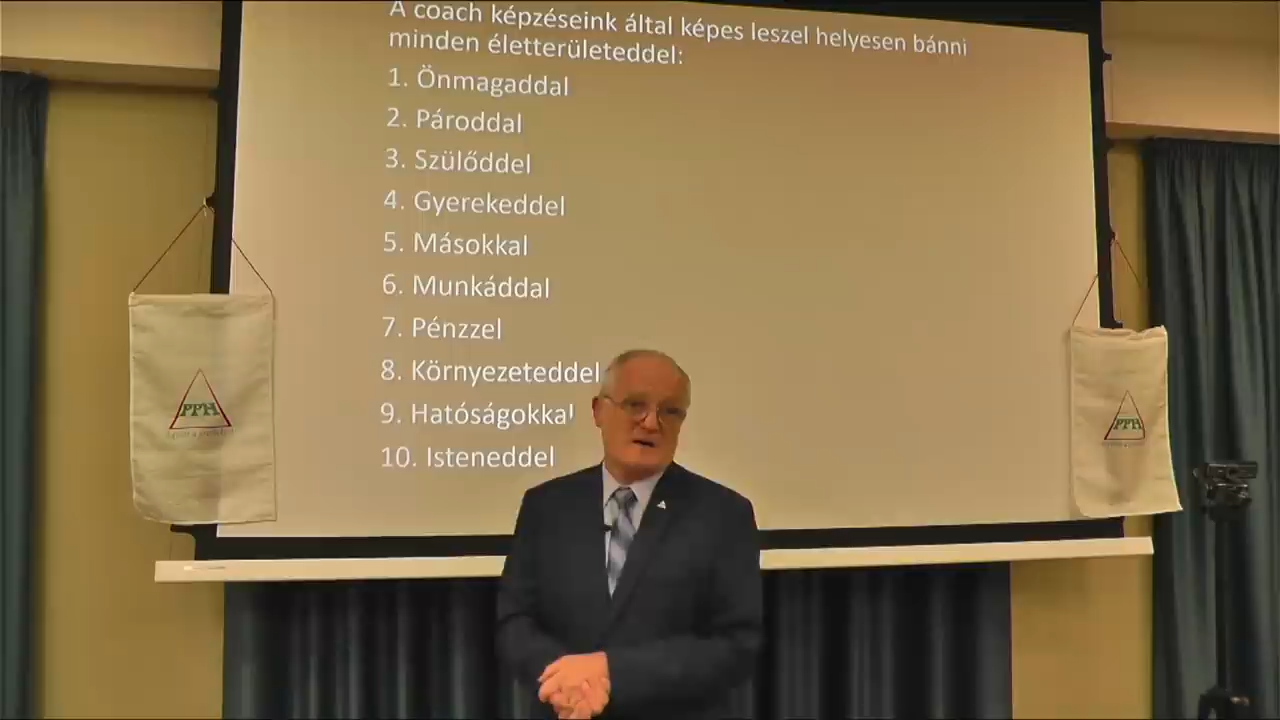 A coach képzéseink által képes leszel helyesen bánni
minden életterületeddel:
1. Önmagaddal
2. Pároddal
3. Szülőddel
4. Gyerekeddel
5. Másokkal
6. Munkáddal
7. Pénzzel
8. Környezeteddel
9. Hatóságokkal
10. Isteneddel
PPH
PPH